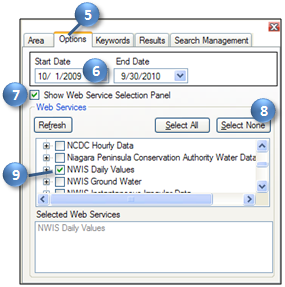 5
Area Options Keywords Results Search Management
Start Date End Date
10/ 1/2009 6 9/30/2010
7 Show Web Service Selection Panel
8
Web Services
Refresh Select All Select None
NCDC Hourly Data
Niagara Peninsula Conservation Authority Water Data
9 NWIS Daily Values
NWIS Ground Water
NWIS Instantaneous Irregular Data
Selected Web Services
NWIS Daily Values